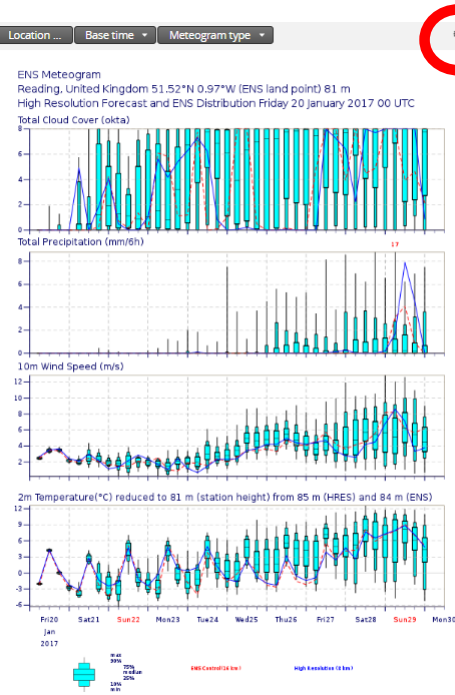 Location ... Base time Meteogram type
ENS Meteogram
Reading, United Kingdom 51.52°N 0.97°W (ENS land point) 81 m
High Resolution Forecast and ENS Distribution Friday 20 January 2017 00 UTC
Total Cloud Cover (okta)
8
6
4
2
0
Total Precipitation (mm/6h)
17
8
6
4
2
0
10m Wind Speed (m/s)
12
10
8
6
4
2
2m Temperature(°C) reduced to 81 m (station height) from 85 m (HRES) and 84 m (ENS)
12
9
6
3
0
-3
-6
Fri20 Sat21 Sun22 Mon23 Tue24 Wed25 Thu26 Fri27 Sat28 Sun29 Mon30
Jan
2017
max
90%
75%
median
25%
10%
min
ENS Control(16 km)
High Resolution (8 km)